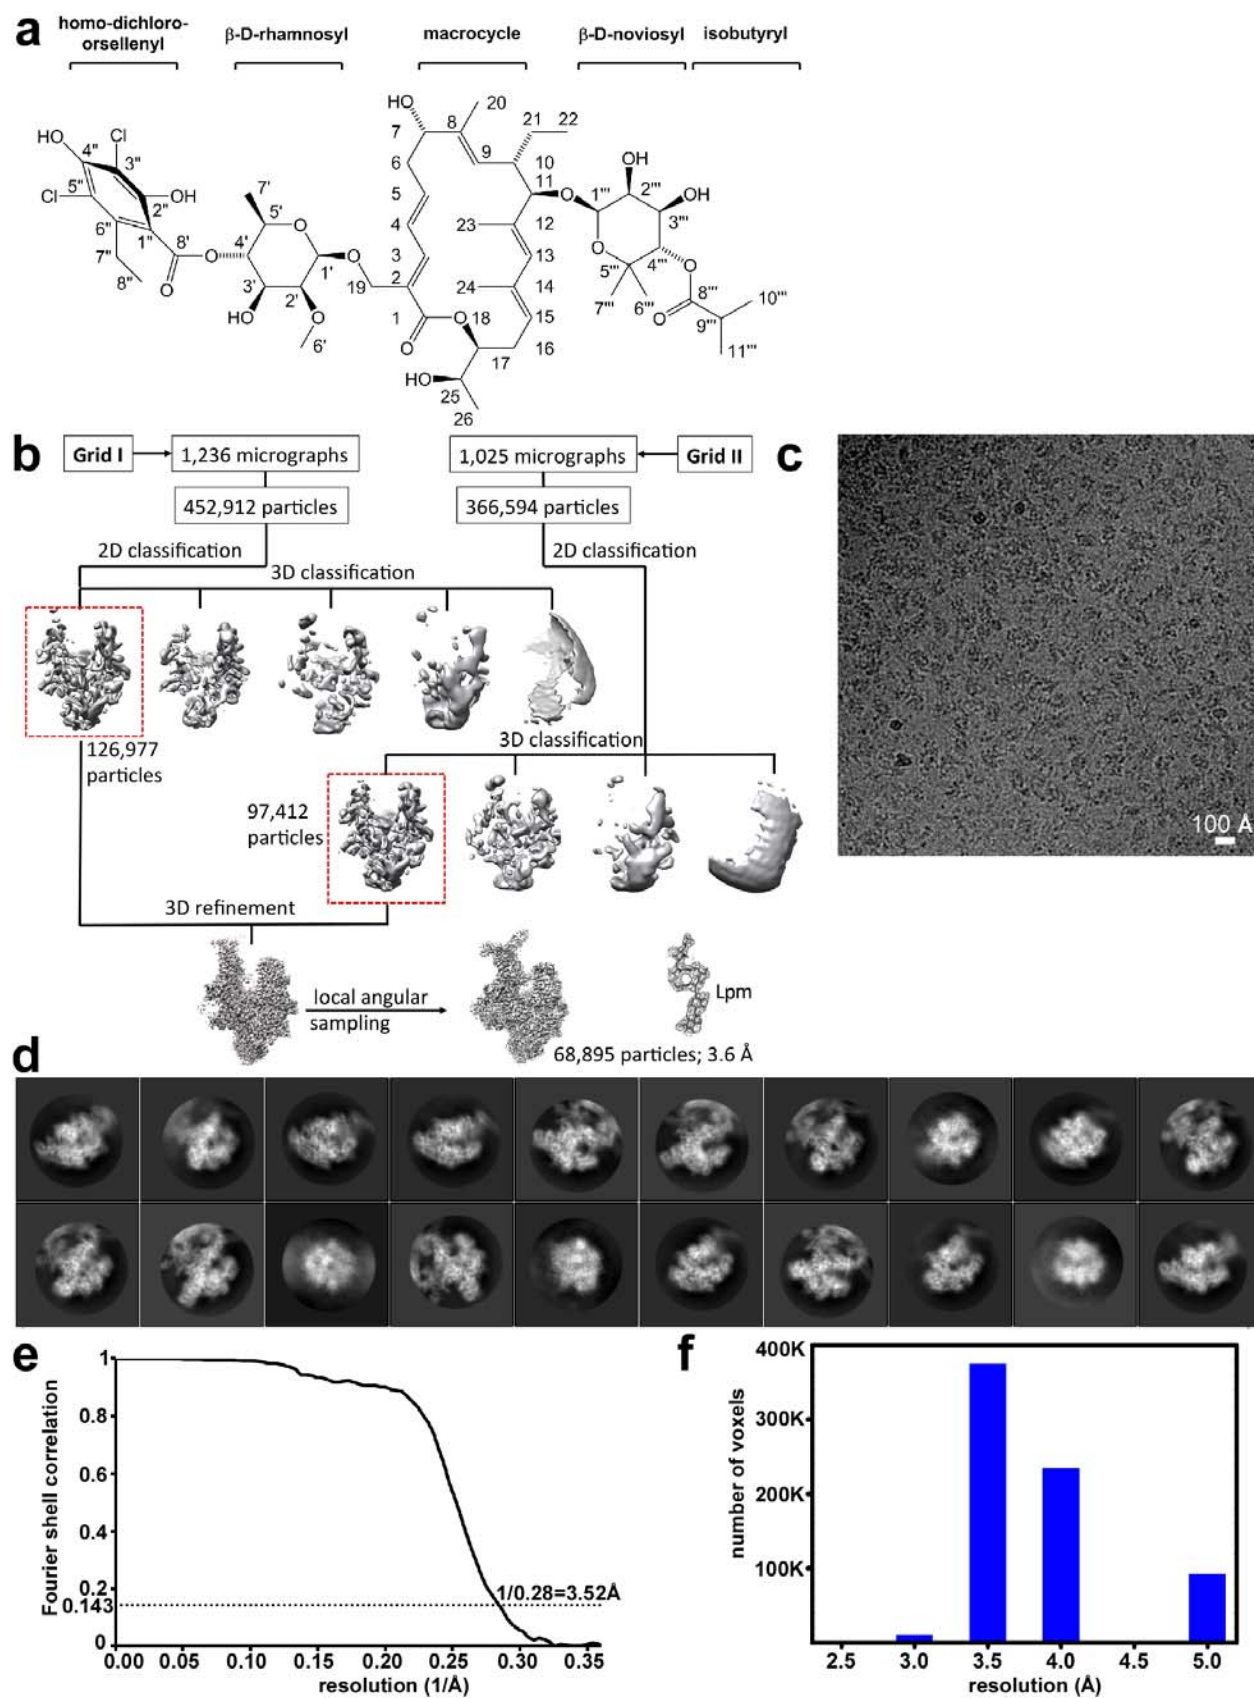 a
homo-dichloro-
orsellenyl
β-D-rhamnosyl
macrocycle
β-D-noviosyl
isobutyryl
HO
20
21
22
7
8
Cl
HO
4"
3"
6
9
10
OH
Cl
5"
OH
5
11
O
1'''
2'''
OH
7'
2"
6"
1"
5'
O
4
23
12
O
3'''
8'
O
4'
1'
O
3
13
5'''
4'''
7"
8"
O
3'
2'
19
2
24
14
7'''
6'''
O
8'''
10'''
HO
O
1
O
18
15
O
9'''
6'
O
16
11'''
17
HO
25
26
b
Grid I
1,236 micrographs
1,025 micrographs
Grid II
452,912 particles
366,594 particles
2D classification
2D classification
3D classification
126,977
particles
3D classification
97,412
particles
3D refinement
local angular
sampling
Lpm
68,895 particles; 3.6 Å
c
100 Å
d
e
Fourier shell correlation
1
0.8
0.6
0.4
0.2
0.143
0
1/0.28=3.52Å
0.00
0.05
0.10
0.15
0.20
0.25
0.30
0.35
resolution (1/Å)
f
number of voxels
400K
300K
200K
100K
2.5
3.0
3.5
4.0
4.5
5.0
resolution (Å)